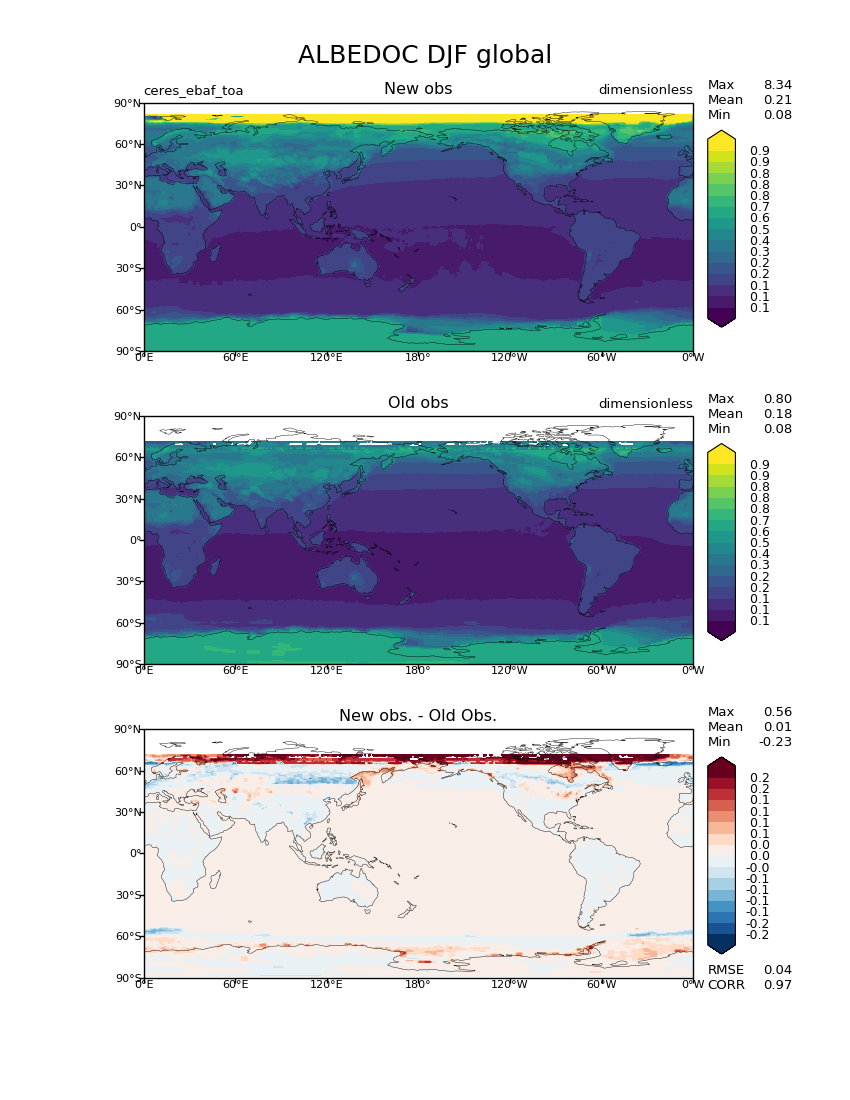 ALBEDOC DJF global
ceres_ebaf_toa New obs dimensionless
Max 8.34
Mean 0.21
Min 0.08
90°N
60°N
30°N
0°
30°S
60°S
90°S
0°E 60°E 120°E 180° 120°W 60°W 0°W
0.9
0.9
0.8
0.8
0.7
0.6
0.5
0.4
0.3
0.2
0.2
0.1
0.1
0.1
Old obs dimensionless
Max 0.80
Mean 0.18
Min 0.08
90°N
60°N
30°N
0°
30°S
60°S
90°S
0°E 60°E 120°E 180° 120°W 60°W 0°W
0.9
0.9
0.8
0.8
0.8
0.7
0.6
0.5
0.4
0.3
0.2
0.2
0.1
0.1
0.1
New obs. - Old Obs.
Max 0.56
Mean 0.01
Min -0.23
90°N
60°N
30°N
0°
30°S
60°S
90°S
0°E 60°E 120°E 180° 120°W 60°W 0°W
0.2
0.2
0.1
0.1
0.1
0.1
0.0
0.0
-0.0
-0.1
-0.1
-0.1
-0.1
-0.2
-0.2
RMSE 0.04
CORR 0.97